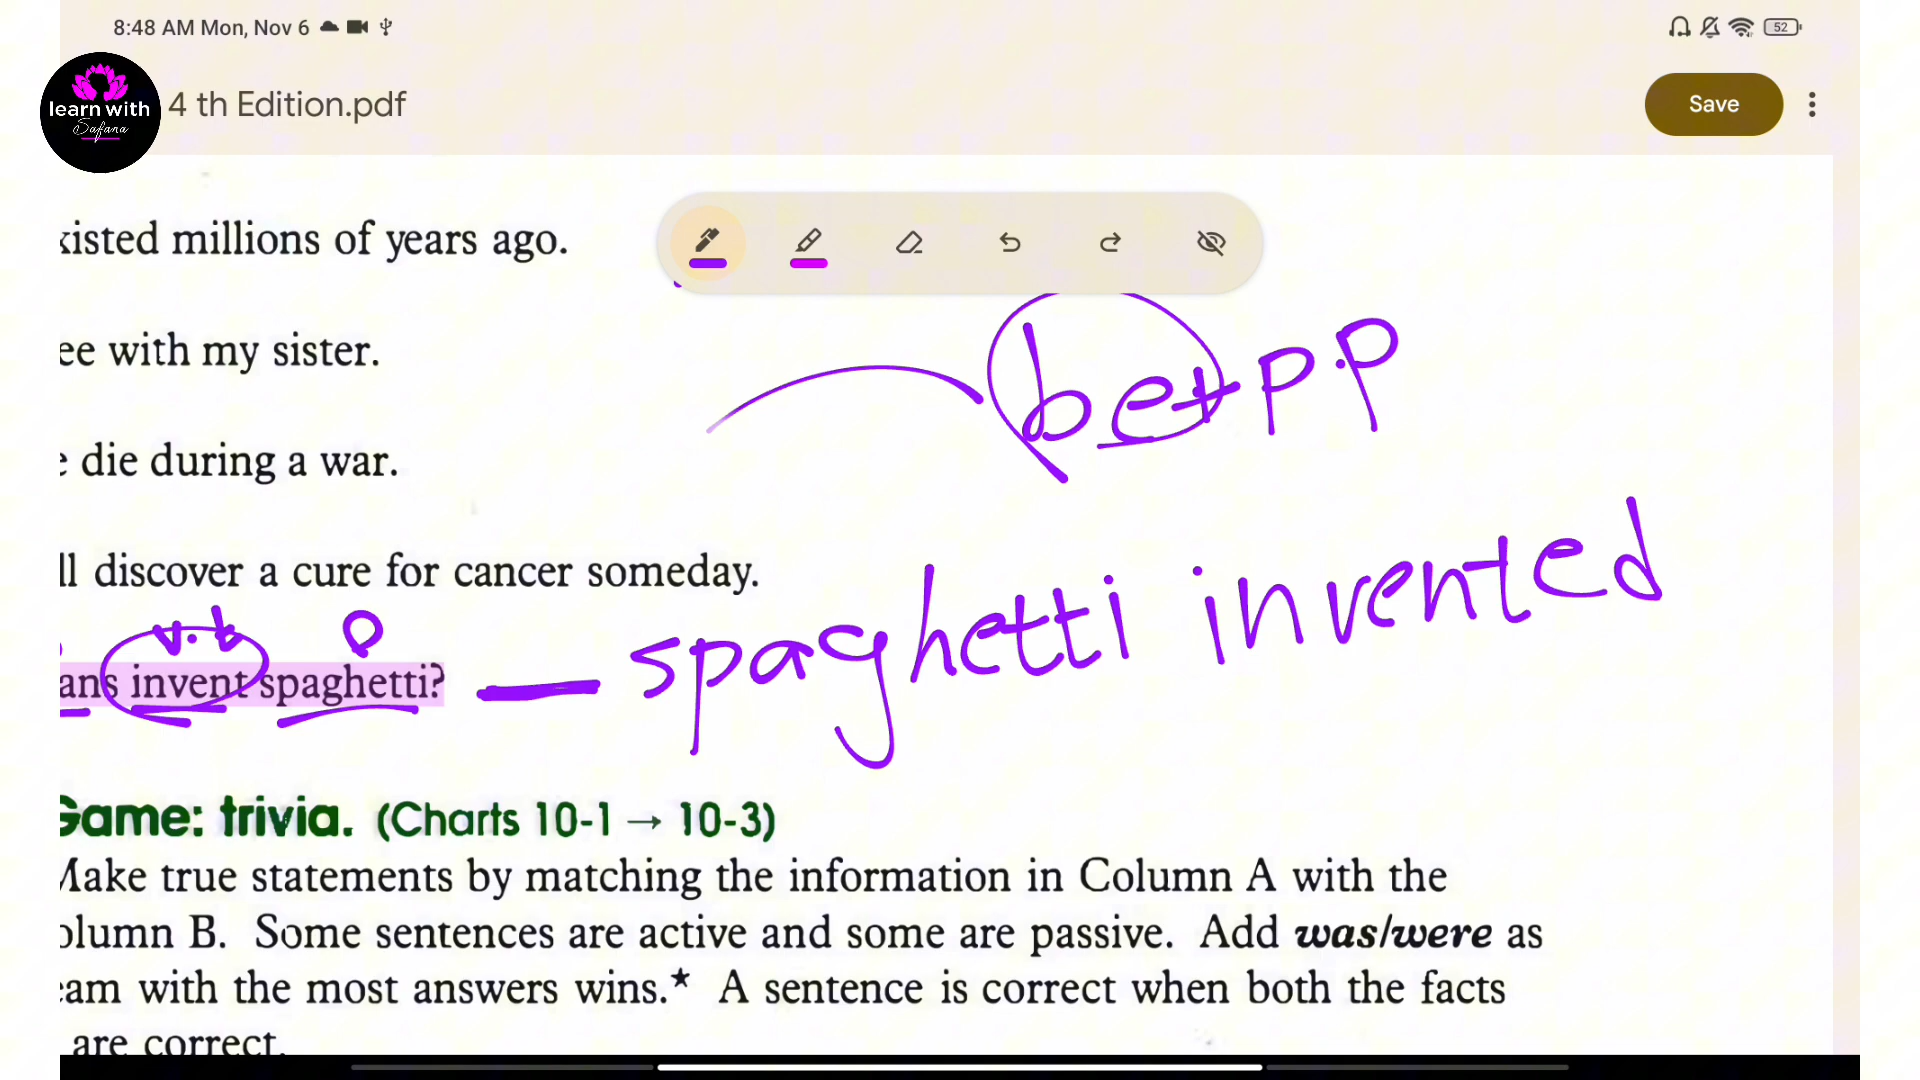 8:48 AM Mon, Nov 6
52
learn with
Safana
4 th Edition.pdf
Save
xisted millions of years ago.
be + p.p
ee with my sister.
e die during a war.
ll discover a cure for cancer someday.
v.t O
ans invent spaghetti? — spaghetti invented
Game: trivia. (Charts 10-1 → 10-3)
Make true statements by matching the information in Column A with the
olumn B. Some sentences are active and some are passive. Add was/were as
eam with the most answers wins.* A sentence is correct when both the facts
are correct.